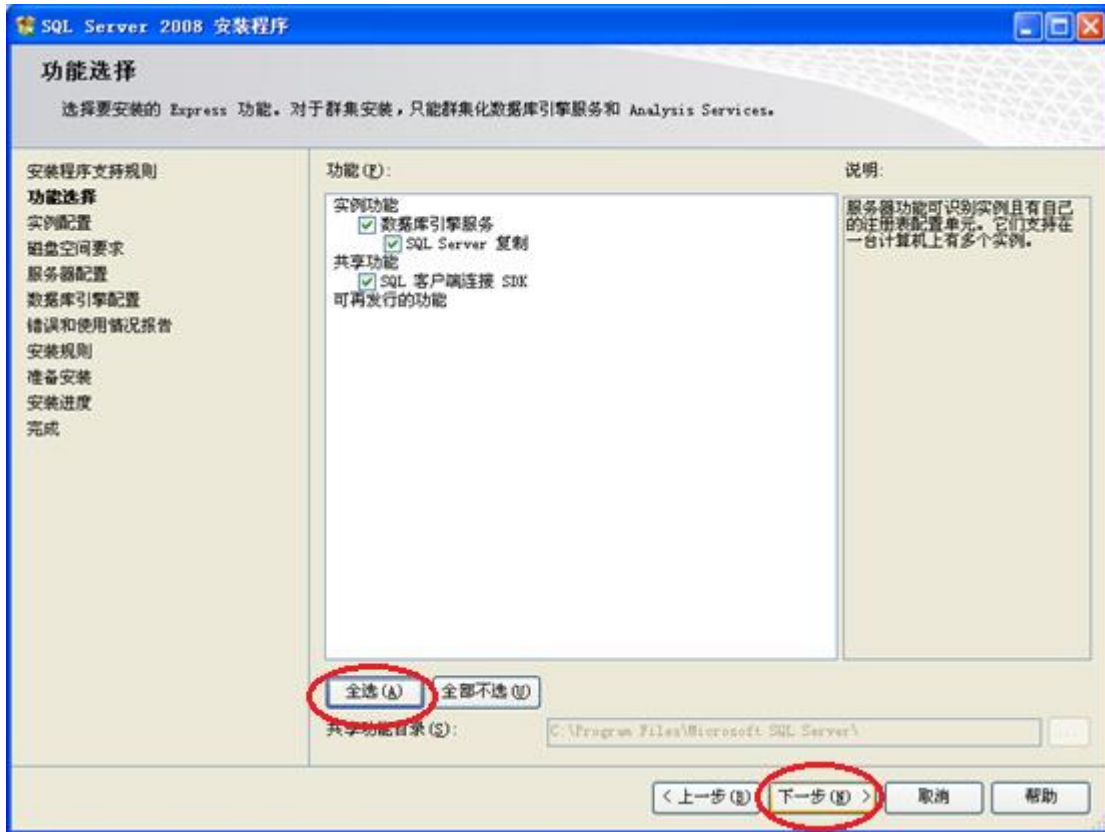 SQL Server 2008 安装程序
功能选择
选择要安装的 Express 功能。对于群集安装，只能群集化数据库引擎服务和 Analysis Services。
安装程序支持规则
功能选择
实例配置
磁盘空间要求
服务器配置
数据库引擎配置
错误和使用情况报告
安装规则
准备安装
安装进度
完成
功能(F):
实例功能
数据库引擎服务
SQL Server 复制
共享功能
SQL 客户端连接 SDK
可再发行的功能
说明:
服务器功能可识别实例且有自己
的注册表配置单元。它们支持在
一台计算机上有多个实例。
全选(A) 全部不选(U)
共享功能目录(S): C:\Program Files\Microsoft SQL Server\ ...
< 上一步(B) 下一步(N) > 取消 帮助